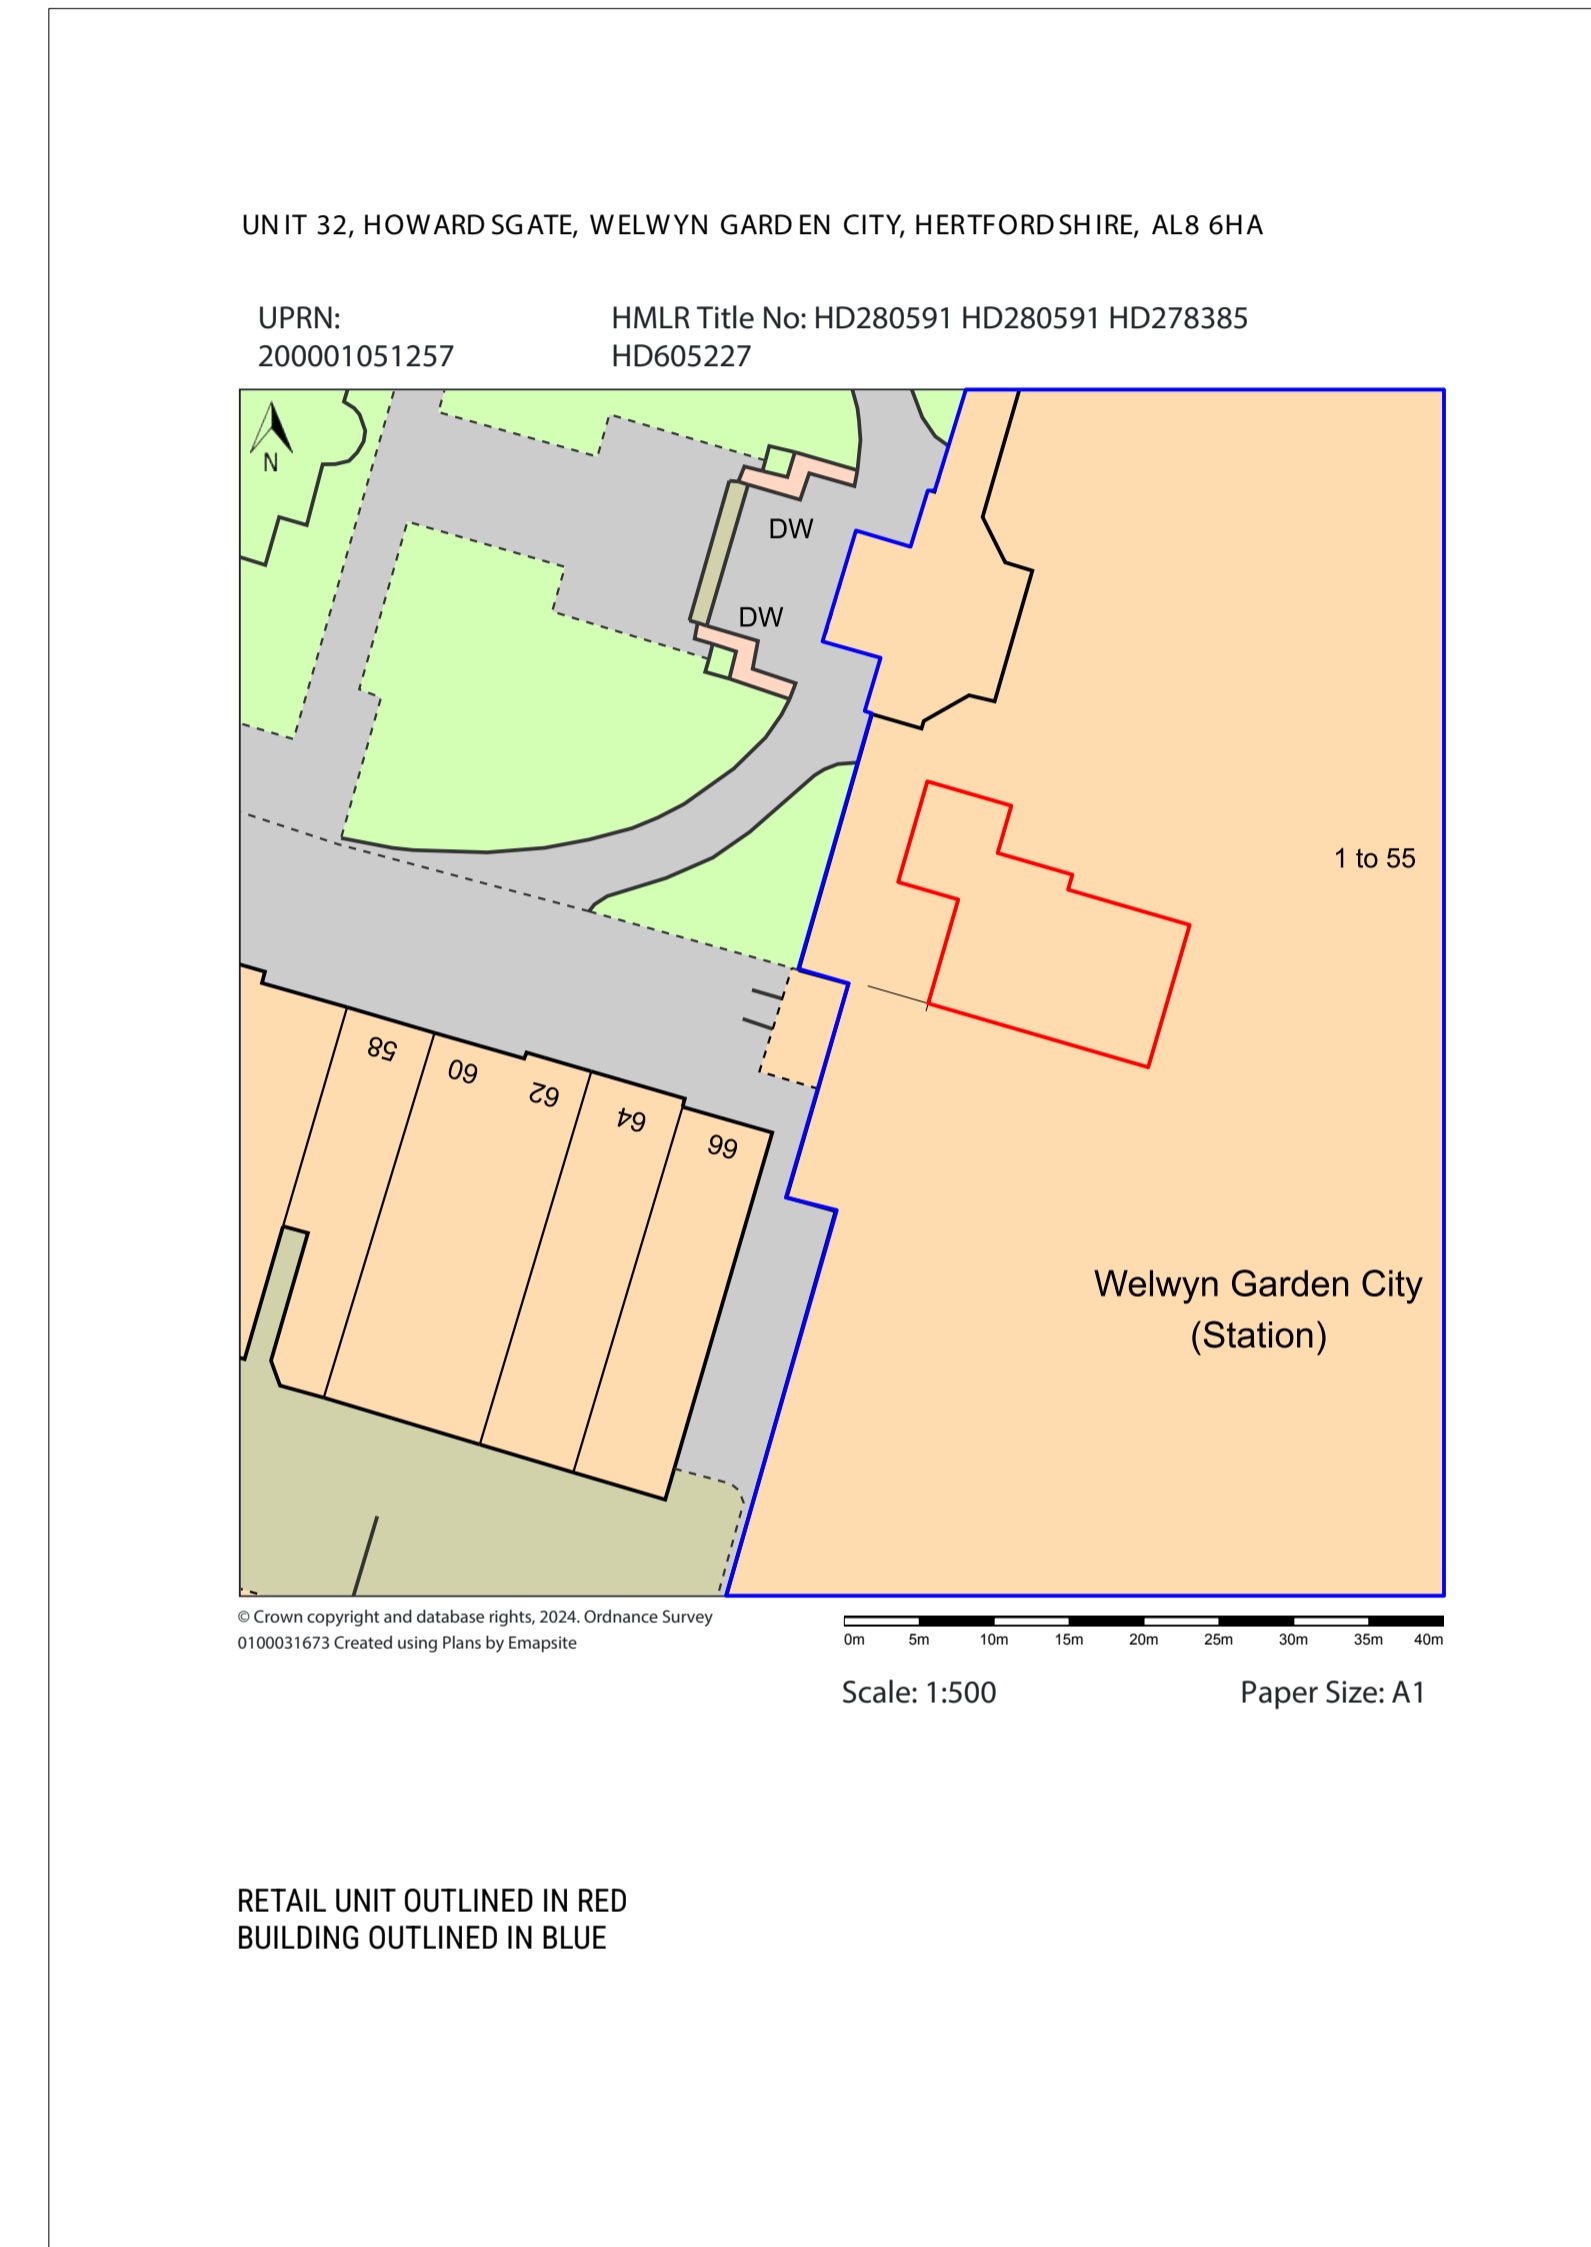 UNIT 32, HOWARDSGATE, WELWYN GARDEN CITY, HERTFORDSHIRE, AL8 6HA
UPRN:
200001051257
HMLR Title No: HD280591 HD280591 HD278385
HD605227
N
DW
DW
1 to 55
58
60
62
64
66
Welwyn Garden City
(Station)
© Crown copyright and database rights, 2024. Ordnance Survey
0100031673 Created using Plans by Emapsite
0m 5m 10m 15m 20m 25m 30m 35m 40m
Scale: 1:500
Paper Size: A1
RETAIL UNIT OUTLINED IN RED
BUILDING OUTLINED IN BLUE